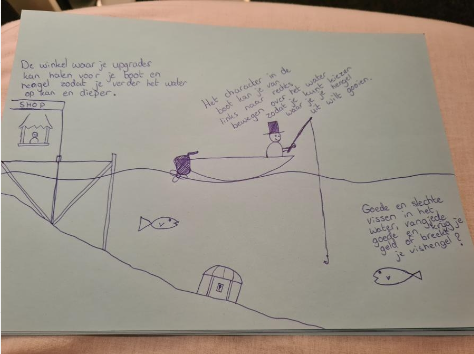 De winkel waar je upgrades
kan halen voor je boot en
hengel zodat je verder het water
op kan en dieper.
SHOP
Het character in de
boot kan je van
links naar rechts
bewegen over het water
zodat je kunt kiezen
waar je je hengel
uit wilt gooien.
Goede en slechte
vissen in het
water, vang je de
goede en krijg je
geld of breekt
je vishengel?